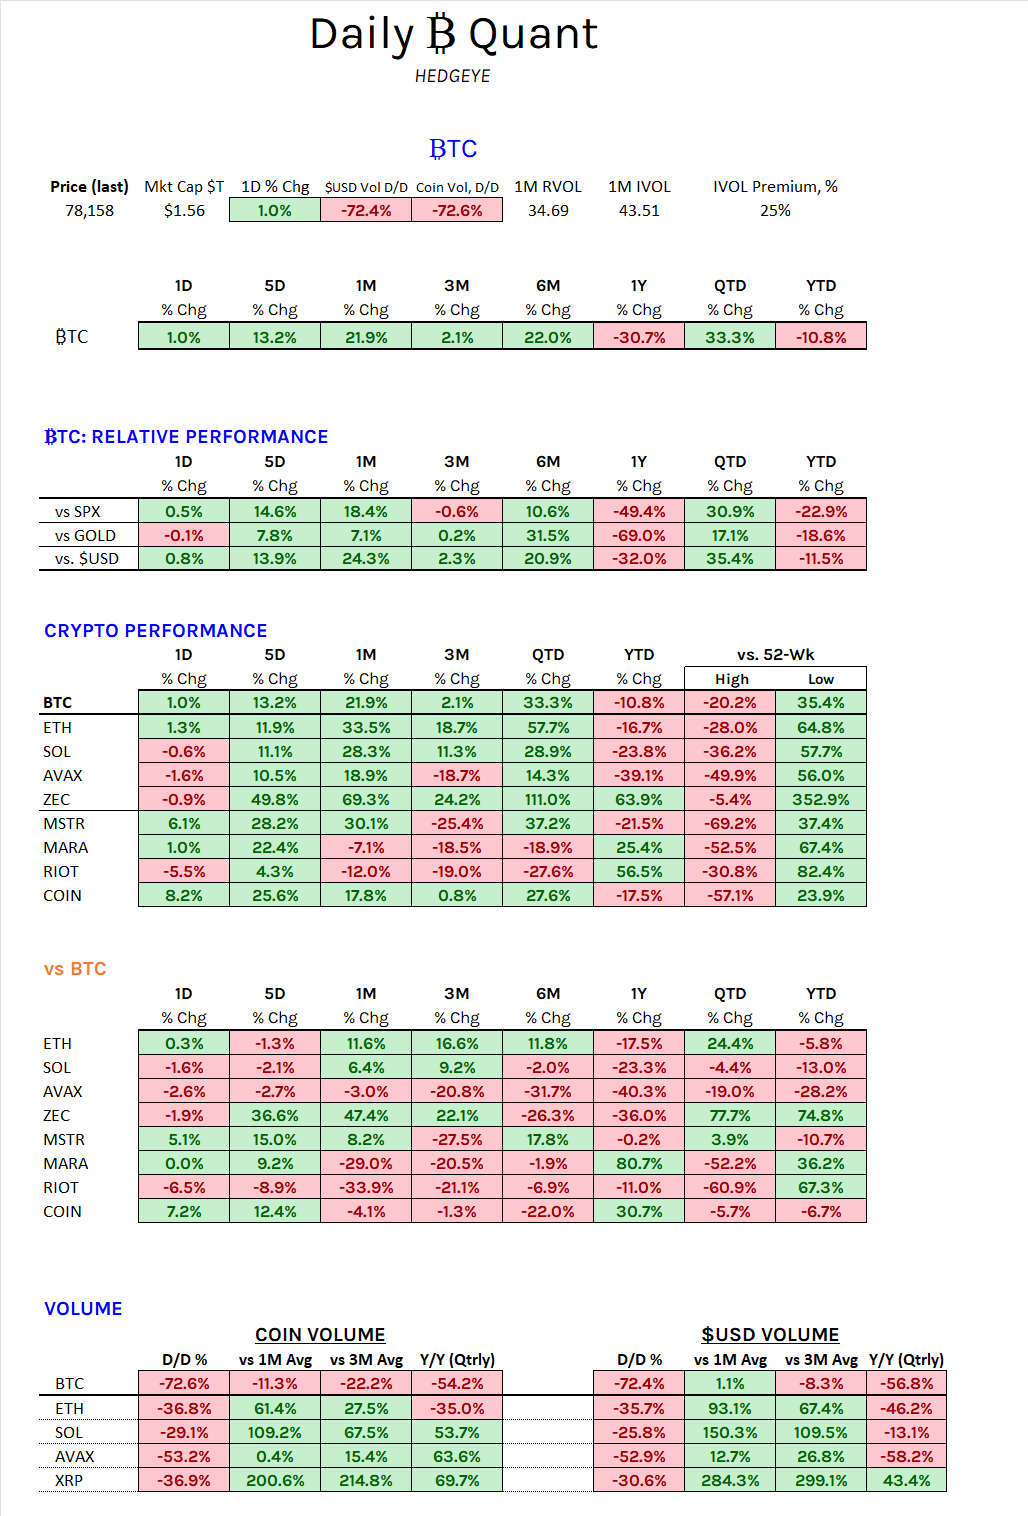 Daily ₿ Quant
HEDGEYE
₿TC
Price (last) Mkt Cap $T 1D % Chg $USD Vol D/D Coin Vol, D/D 1M RVOL 1M IVOL IVOL Premium, %
78,158 $1.56 1.0% -72.4% -72.6% 34.69 43.51 25%
1D 5D 1M 3M 6M 1Y QTD YTD
% Chg % Chg % Chg % Chg % Chg % Chg % Chg % Chg
₿TC 1.0% 13.2% 21.9% 2.1% 22.0% -30.7% 33.3% -10.8%
₿TC: RELATIVE PERFORMANCE
1D 5D 1M 3M 6M 1Y QTD YTD
% Chg % Chg % Chg % Chg % Chg % Chg % Chg % Chg
vs SPX 0.5% 14.6% 18.4% -0.6% 10.6% -49.4% 30.9% -22.9%
vs GOLD -0.1% 7.8% 7.1% 0.2% 31.5% -69.0% 17.1% -18.6%
vs. $USD 0.8% 13.9% 24.3% 2.3% 20.9% -32.0% 35.4% -11.5%
CRYPTO PERFORMANCE
1D 5D 1M 3M QTD YTD vs. 52-Wk
% Chg % Chg % Chg % Chg % Chg % Chg High Low
BTC 1.0% 13.2% 21.9% 2.1% 33.3% -10.8% -20.2% 35.4%
ETH 1.3% 11.9% 33.5% 18.7% 57.7% -16.7% -28.0% 64.8%
SOL -0.6% 11.1% 28.3% 11.3% 28.9% -23.8% -36.2% 57.7%
AVAX -1.6% 10.5% 18.9% -18.7% 14.3% -39.1% -49.9% 56.0%
ZEC -0.9% 49.8% 69.3% 24.2% 111.0% 63.9% -5.4% 352.9%
MSTR 6.1% 28.2% 30.1% -25.4% 37.2% -21.5% -69.2% 37.4%
MARA 1.0% 22.4% -7.1% -18.5% -18.9% 25.4% -52.5% 67.4%
RIOT -5.5% 4.3% -12.0% -19.0% -27.6% 56.5% -30.8% 82.4%
COIN 8.2% 25.6% 17.8% 0.8% 27.6% -17.5% -57.1% 23.9%
vs BTC
1D 5D 1M 3M 6M 1Y QTD YTD
% Chg % Chg % Chg % Chg % Chg % Chg % Chg % Chg
ETH 0.3% -1.3% 11.6% 16.6% 11.8% -17.5% 24.4% -5.8%
SOL -1.6% -2.1% 6.4% 9.2% -2.0% -23.3% -4.4% -13.0%
AVAX -2.6% -2.7% -3.0% -20.8% -31.7% -40.3% -19.0% -28.2%
ZEC -1.9% 36.6% 47.4% 22.1% -26.3% -36.0% 77.7% 74.8%
MSTR 5.1% 15.0% 8.2% -27.5% 17.8% -0.2% 3.9% -10.7%
MARA 0.0% 9.2% -29.0% -20.5% -1.9% 80.7% -52.2% 36.2%
RIOT -6.5% -8.9% -33.9% -21.1% -6.9% -11.0% -60.9% 67.3%
COIN 7.2% 12.4% -4.1% -1.3% -22.0% 30.7% -5.7% -6.7%
VOLUME
COIN VOLUME $USD VOLUME
D/D % vs 1M Avg vs 3M Avg Y/Y (Qtrly) D/D % vs 1M Avg vs 3M Avg Y/Y (Qtrly)
BTC -72.6% -11.3% -22.2% -54.2% -72.4% 1.1% -8.3% -56.8%
ETH -36.8% 61.4% 27.5% -35.0% -35.7% 93.1% 67.4% -46.2%
SOL -29.1% 109.2% 67.5% 53.7% -25.8% 150.3% 109.5% -13.1%
AVAX -53.2% 0.4% 15.4% 63.6% -52.9% 12.7% 26.8% -58.2%
XRP -36.9% 200.6% 214.8% 69.7% -30.6% 284.3% 299.1% 43.4%